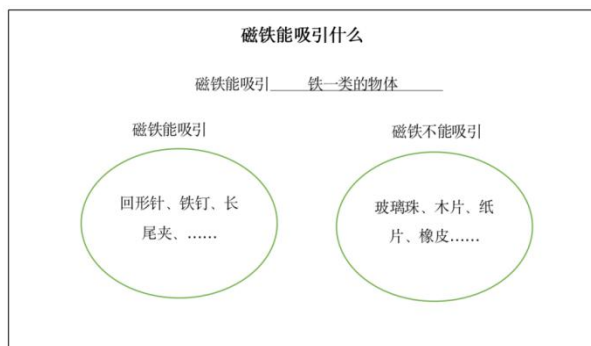 磁铁能吸引什么
磁铁能吸引 铁一类的物体
磁铁能吸引
磁铁不能吸引
回形针、铁钉、长
尾夹、……
玻璃珠、木片、纸
片、橡皮……